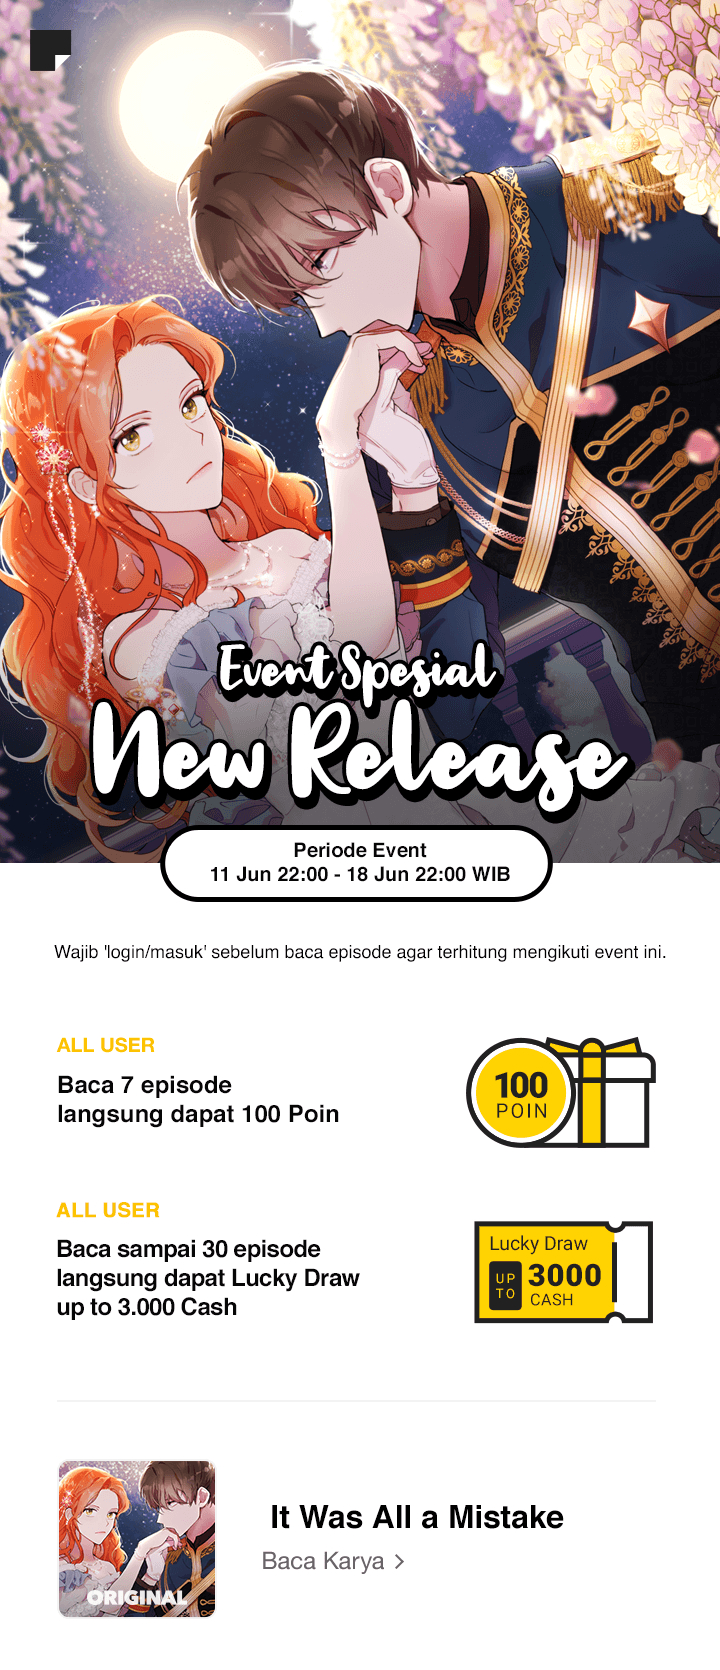 Event Spesial
New Release
Periode Event
11 Jun 22:00 - 18 Jun 22:00 WIB
Wajib 'login/masuk' sebelum baca episode agar terhitung mengikuti event ini.
ALL USER
Baca 7 episode
langsung dapat 100 Poin
100
POIN
ALL USER
Baca sampai 30 episode
langsung dapat Lucky Draw
up to 3.000 Cash
Lucky Draw
UP TO 3000 CASH
ORIGINAL
It Was All a Mistake
Baca Karya >